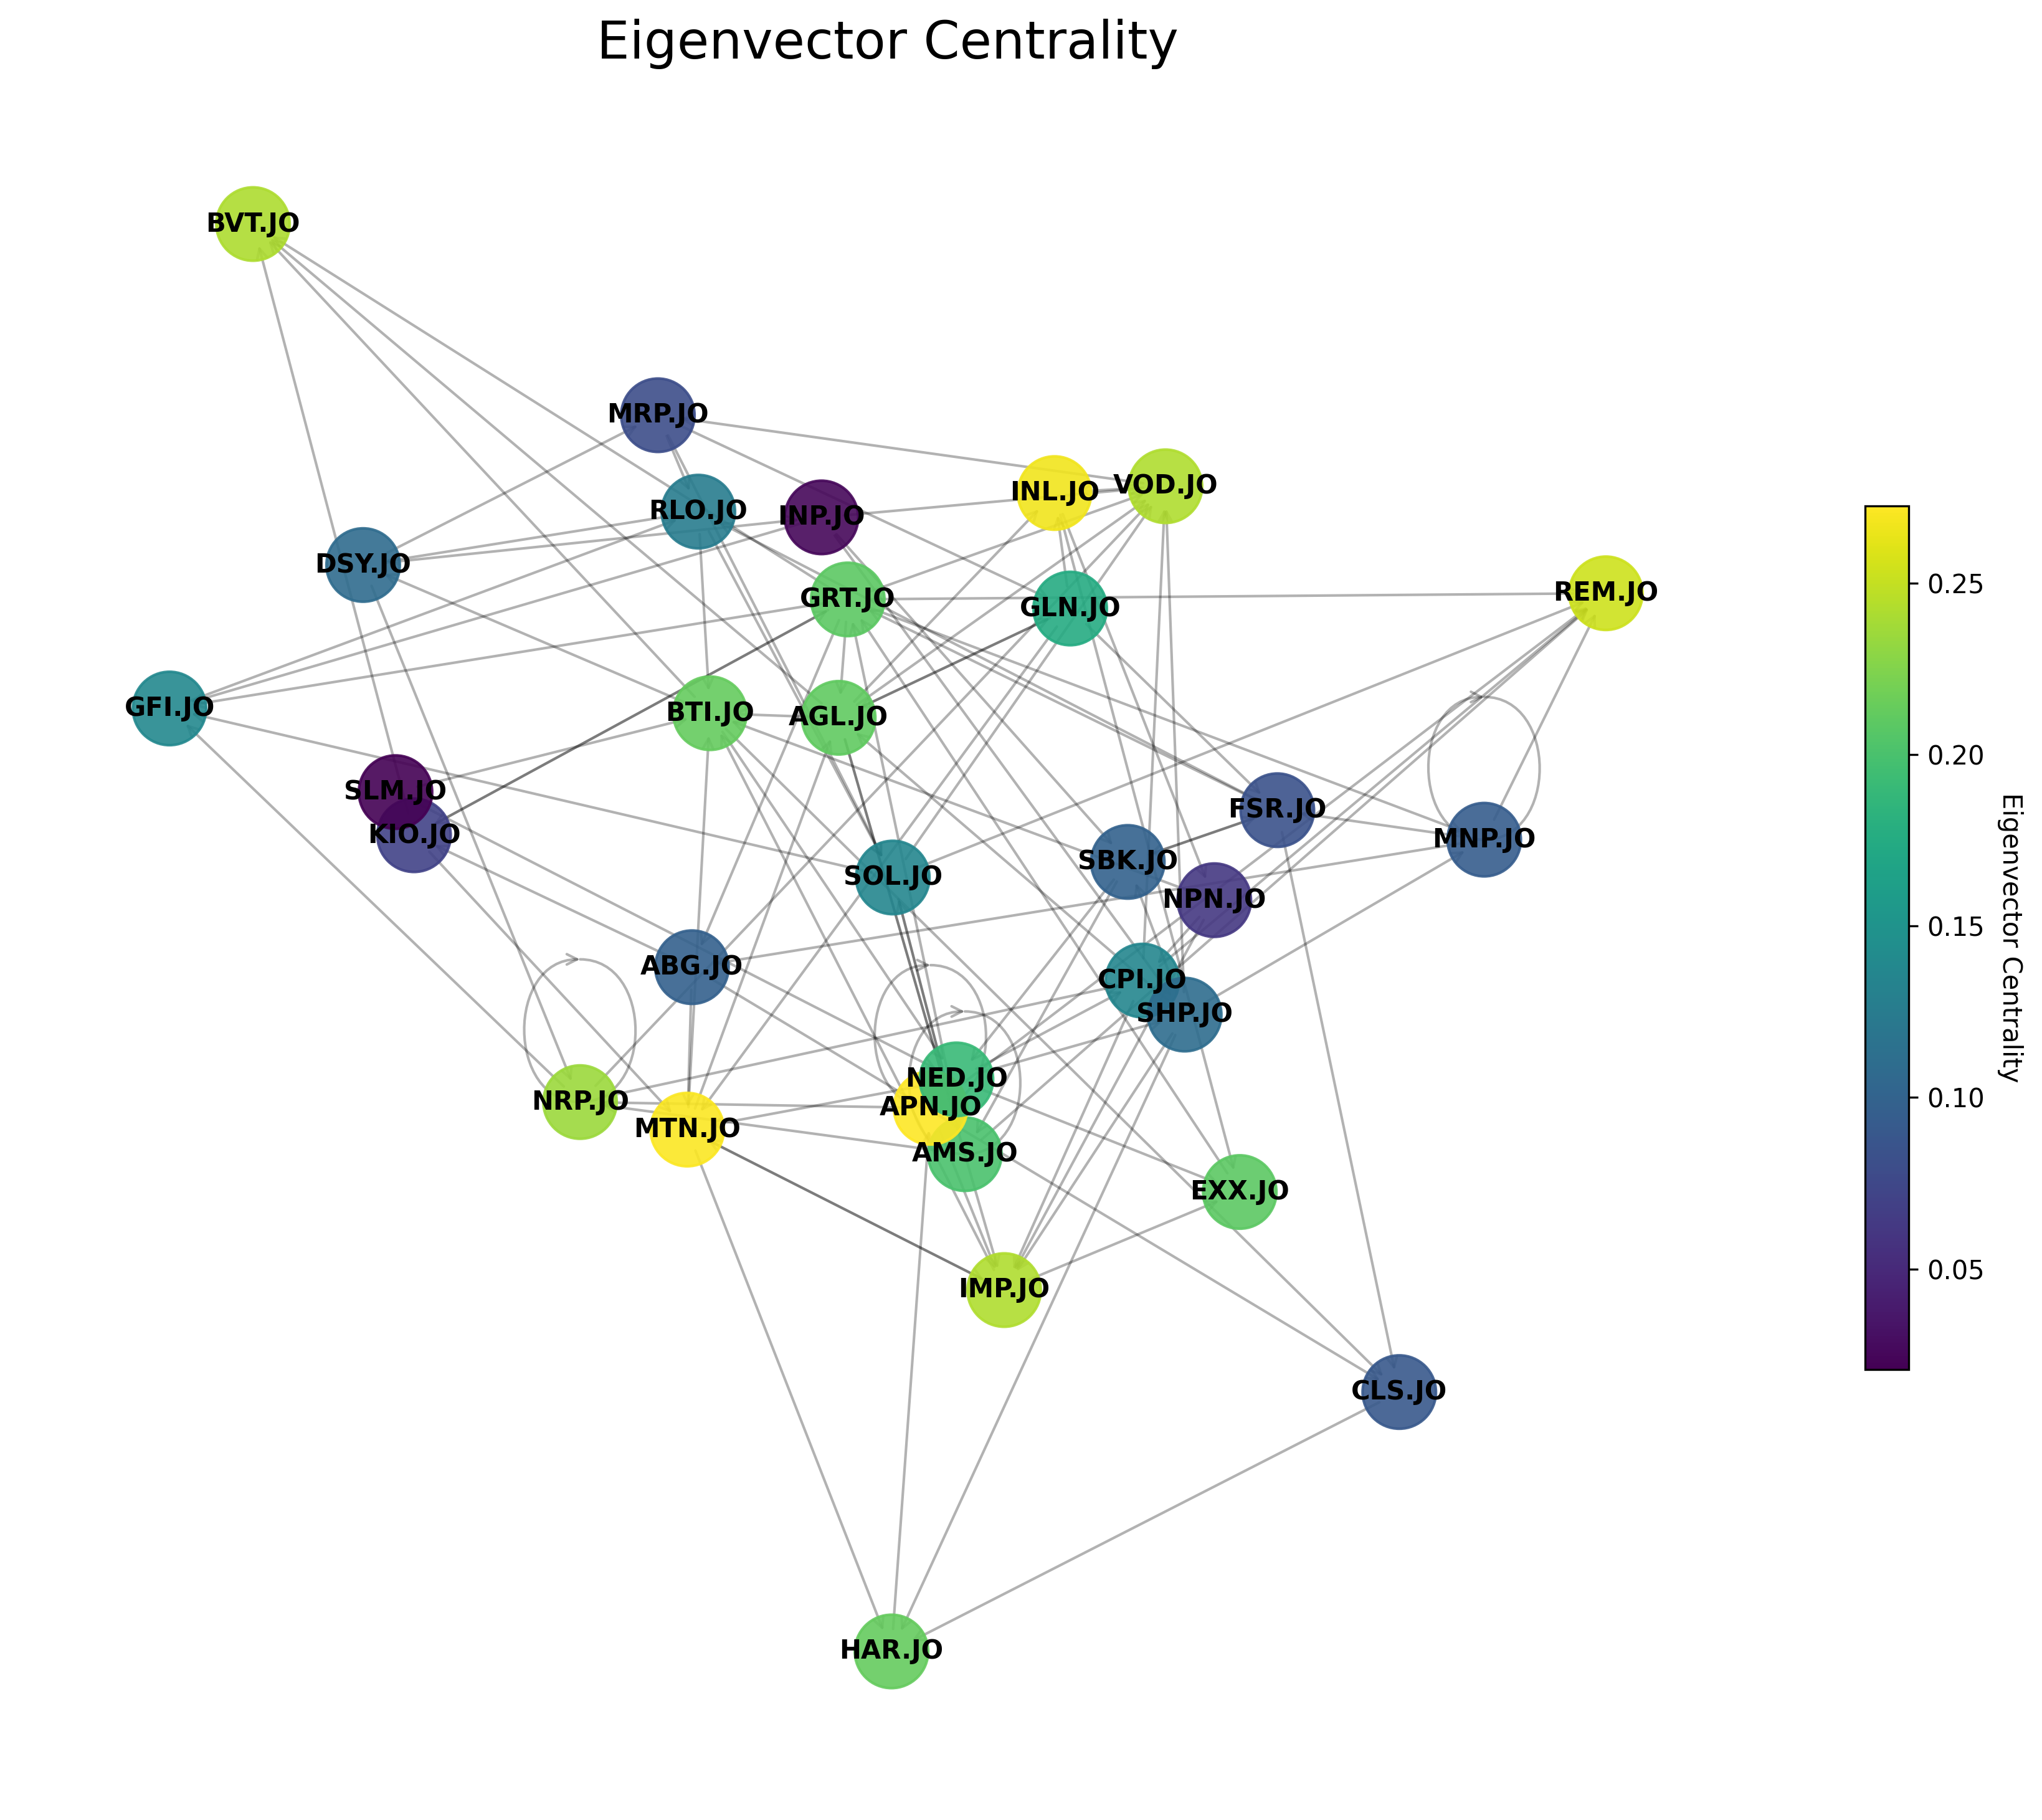 Eigenvector Centrality
BVT.JO
MRP.JO
INL.JO
VOD.JO
RLO.JO
INP.JO
DSY.JO
REM.JO
GRT.JO
GLN.JO
GFI.JO
BTI.JO
AGL.JO
SLM.JO
FSR.JO
KIO.JO
MNP.JO
SBK.JO
SOL.JO
NPN.JO
ABG.JO
CPI.JO
SHP.JO
NED.JO
NRP.JO
APN.JO
MTN.JO
AMS.JO
EXX.JO
IMP.JO
CLS.JO
HAR.JO
0.25
0.20
0.15
0.10
0.05
Eigenvector Centrality